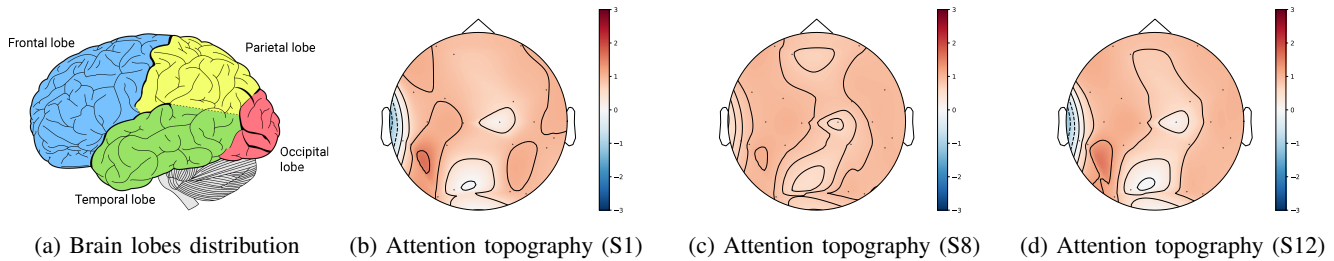 Frontal lobe
Parietal lobe
Occipital
lobe
Temporal lobe
3
2
1
0
−1
−2
−3
3
2
1
0
−1
−2
−3
3
2
1
0
−1
−2
−3
(a) Brain lobes distribution
(b) Attention topography (S1)
(c) Attention topography (S8)
(d) Attention topography (S12)